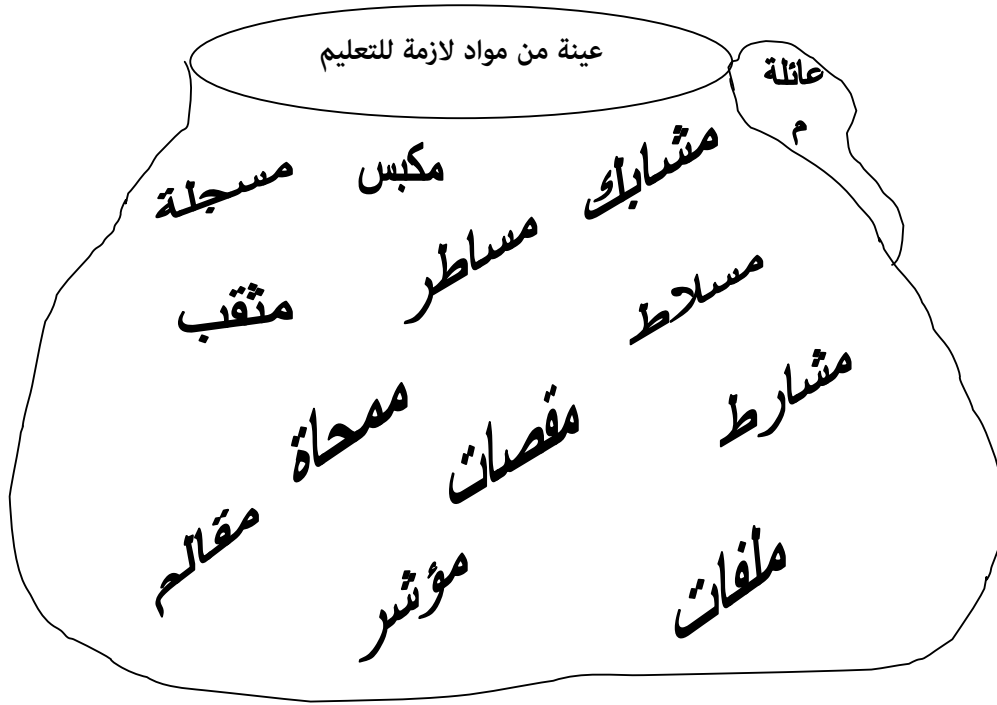 عينة من مواد لازمة للتعليم
عائلة
م
مشابك
مكبس
مسجلة
مساطر
مسلاط
مثقب
مشارط
مقصات
ممحاة
مقالم
ملفات
مؤشر